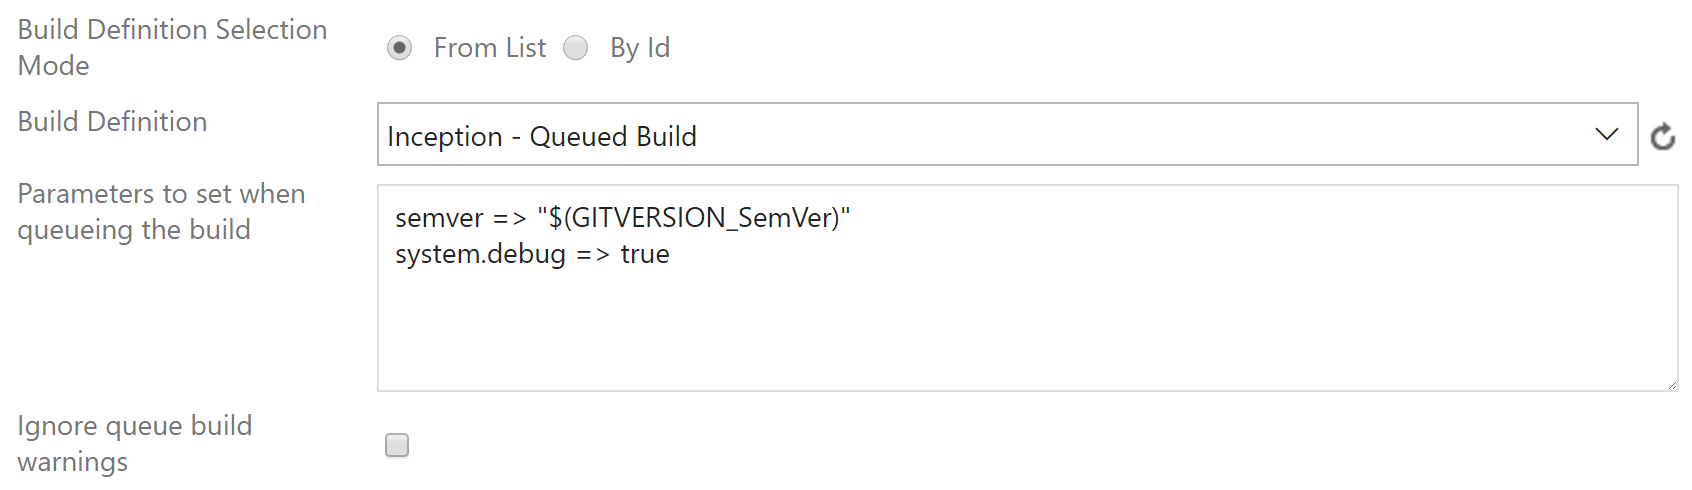 Build Definition Selection
Mode
From List
By Id
Build Definition
Inception - Queued Build
Parameters to set when
queueing the build
semver => "$(GITVERSION_SemVer)"
system.debug => true
Ignore queue build
warnings